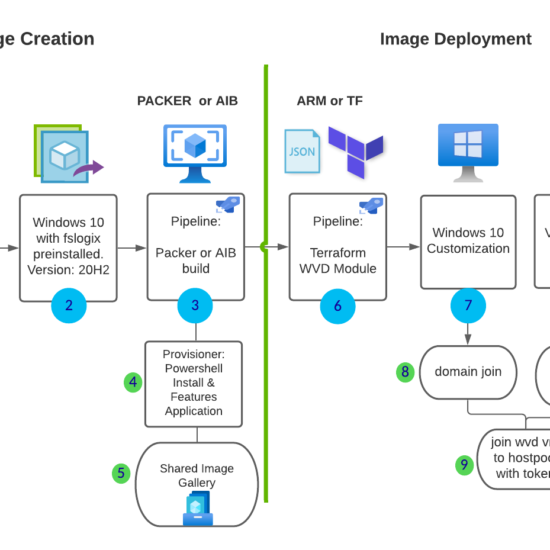 ge Creation
Image Deployment
PACKER or AIB
ARM or TF
JSON
Windows 10
with fslogix
preinstalled.
Version: 20H2
2
Pipeline:
Packer or AIB
build
3
Pipeline:
Terraform
WVD Module
6
Windows 10
Customization
7
V
4
Provisioner:
Powershell
Install &
Features
Application
8
domain join
5
Shared Image
Gallery
9
join wvd v
to hostpoo
with token